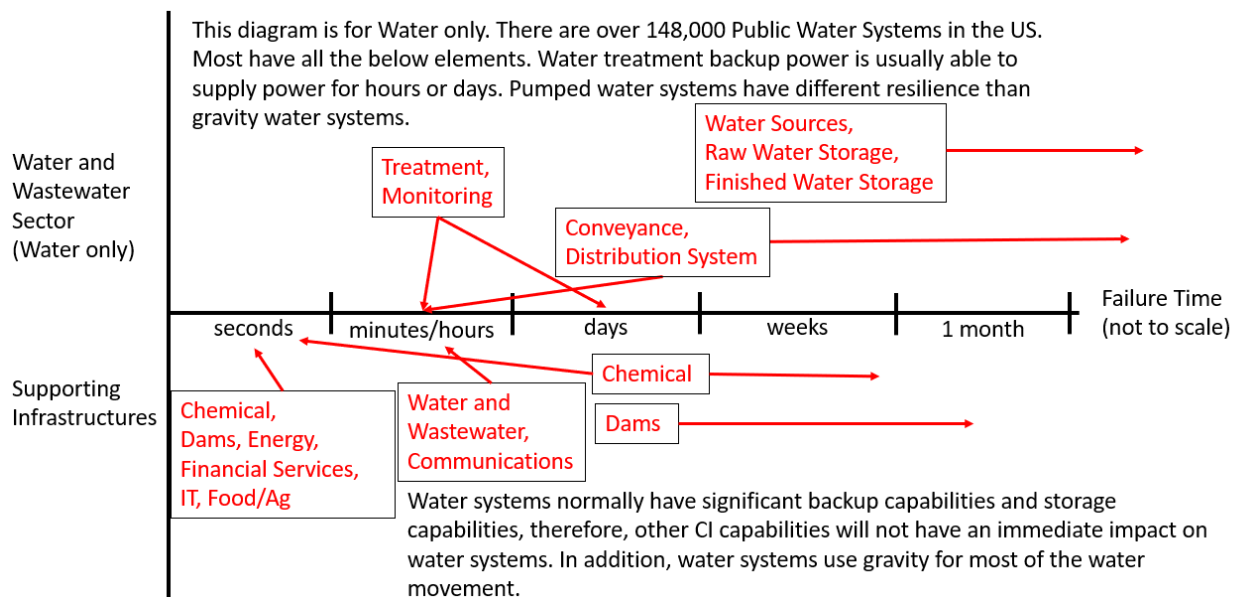 This diagram is for Water only. There are over 148,000 Public Water Systems in the US.
Most have all the below elements. Water treatment backup power is usually able to
supply power for hours or days. Pumped water systems have different resilience than
gravity water systems.
Water Sources,
Raw Water Storage,
Finished Water Storage
Water and
Wastewater
Sector
(Water only)
Treatment,
Monitoring
Conveyance,
Distribution System
Failure Time
(not to scale)
seconds
minutes/hours
days
weeks
1 month
Supporting
Infrastructures
Chemical
Chemical,
Dams, Energy,
Financial Services,
IT, Food/Ag
Water and
Wastewater,
Communications
Dams
Water systems normally have significant backup capabilities and storage
capabilities, therefore, other CI capabilities will not have an immediate impact on
water systems. In addition, water systems use gravity for most of the water
movement.